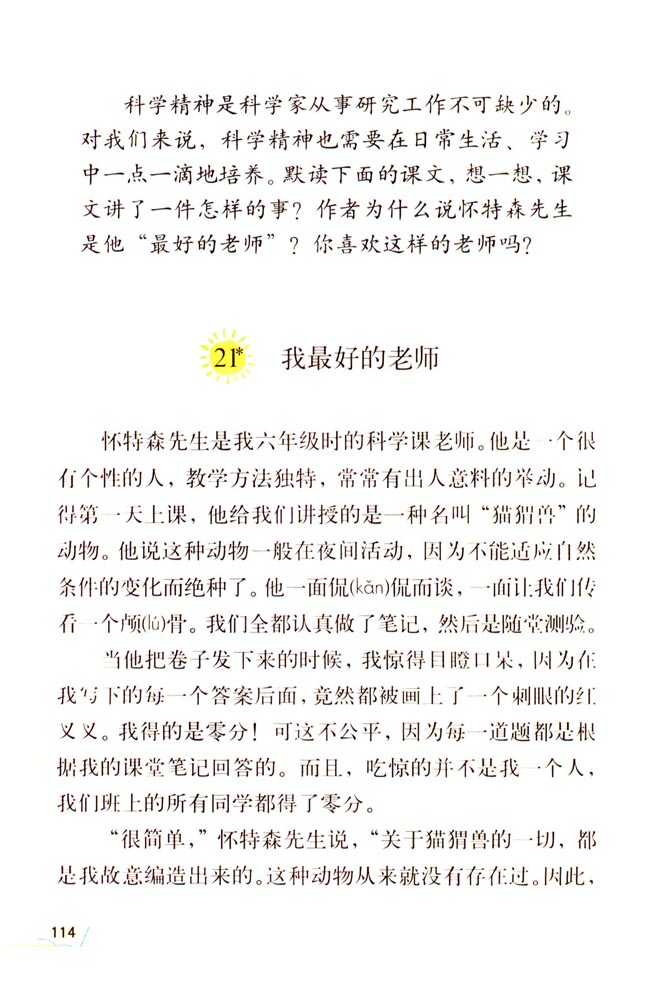 科学精神是科学家从事研究工作不可缺少的。
对我们来说，科学精神也需要在日常生活、学习
中一点一滴地培养。默读下面的课文，想一想，课
文讲了一件怎样的事？作者为什么说怀特森先生
是他“最好的老师”？你喜欢这样的老师吗？
21* 我最好的老师
怀特森先生是我六年级时的科学课老师。他是一个很
有个性的人，教学方法独特，常常有出人意料的举动。记
得第一天上课，他给我们讲授的是一种名叫“猫猬兽”的
动物。他说这种动物一般在夜间活动，因为不能适应自然
条件的变化而绝种了。他一面侃(kǎn)侃而谈，一面让我们传
看一个颅(lú)骨。我们全都认真做了笔记，然后是随堂测验。
当他把卷子发下来的时候，我惊得目瞪口呆，因为在
我写下的每一个答案后面，竟然都被画上了一个刺眼的红
叉叉。我得的是零分！可这不公平，因为每一道题都是根
据我的课堂笔记回答的。而且，吃惊的并不是我一个人，
我们班上的所有同学都得了零分。
“很简单，”怀特森先生说，“关于猫猬兽的一切，都
是我故意编造出来的。这种动物从来就没有存在过。因此，
114